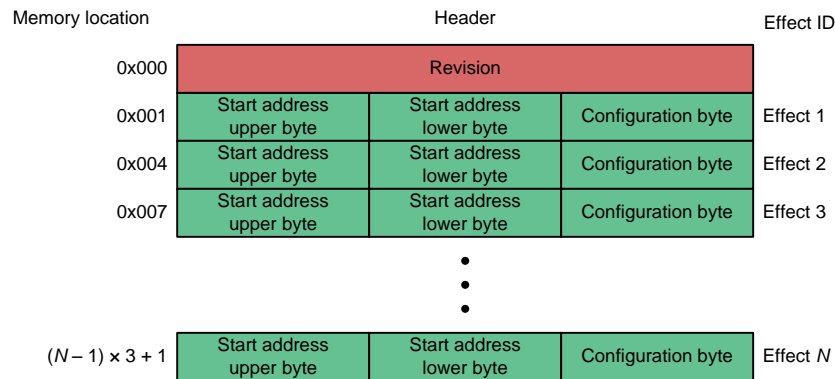 Memory location Header Effect ID
0x000 Revision
0x001 Start address upper byte Start address lower byte Configuration byte Effect 1
0x004 Start address upper byte Start address lower byte Configuration byte Effect 2
0x007 Start address upper byte Start address lower byte Configuration byte Effect 3
(N – 1) × 3 + 1 Start address upper byte Start address lower byte Configuration byte Effect N